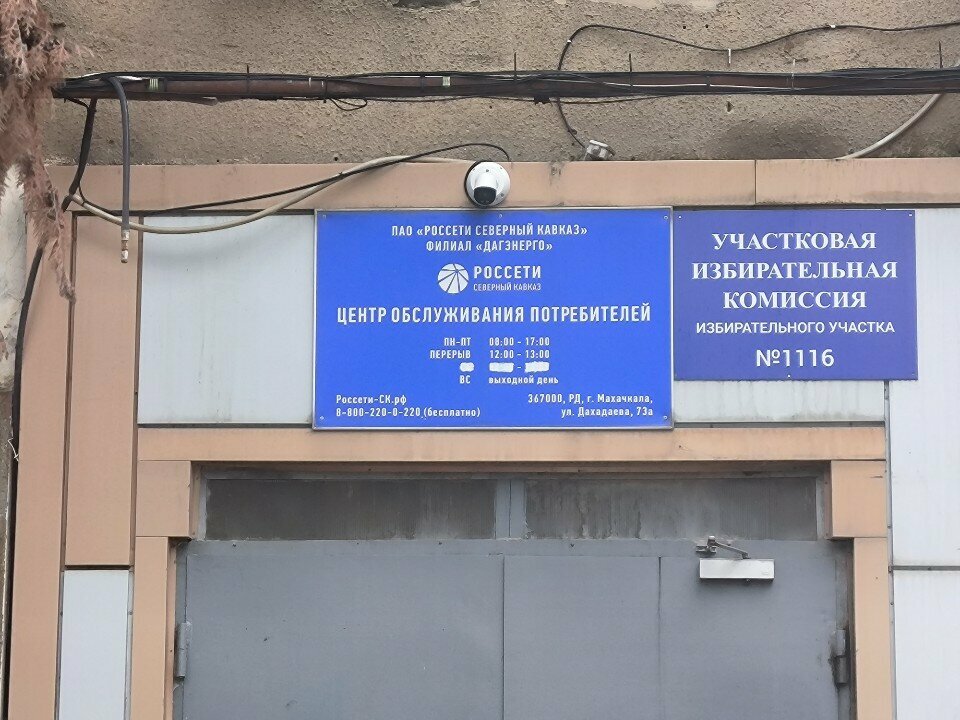 ПАО «РОССЕТИ СЕВЕРНЫЙ КАВКАЗ»
ФИЛИАЛ «ДАГЭНЕРГО»
РОССЕТИ
СЕВЕРНЫЙ КАВКАЗ
ЦЕНТР ОБСЛУЖИВАНИЯ ПОТРЕБИТЕЛЕЙ
ПН-ПТ 08:00 - 17:00
ПЕРЕРЫВ 12:00 - 13:00
-
ВС выходной день
Россети-СК.рф
8-800-220-0-220 (бесплатно)
367000, РД, г. Махачкала,
ул. Дахадаева, 73а
УЧАСТКОВАЯ
ИЗБИРАТЕЛЬНАЯ
КОМИССИЯ
ИЗБИРАТЕЛЬНОГО УЧАСТКА
№1116